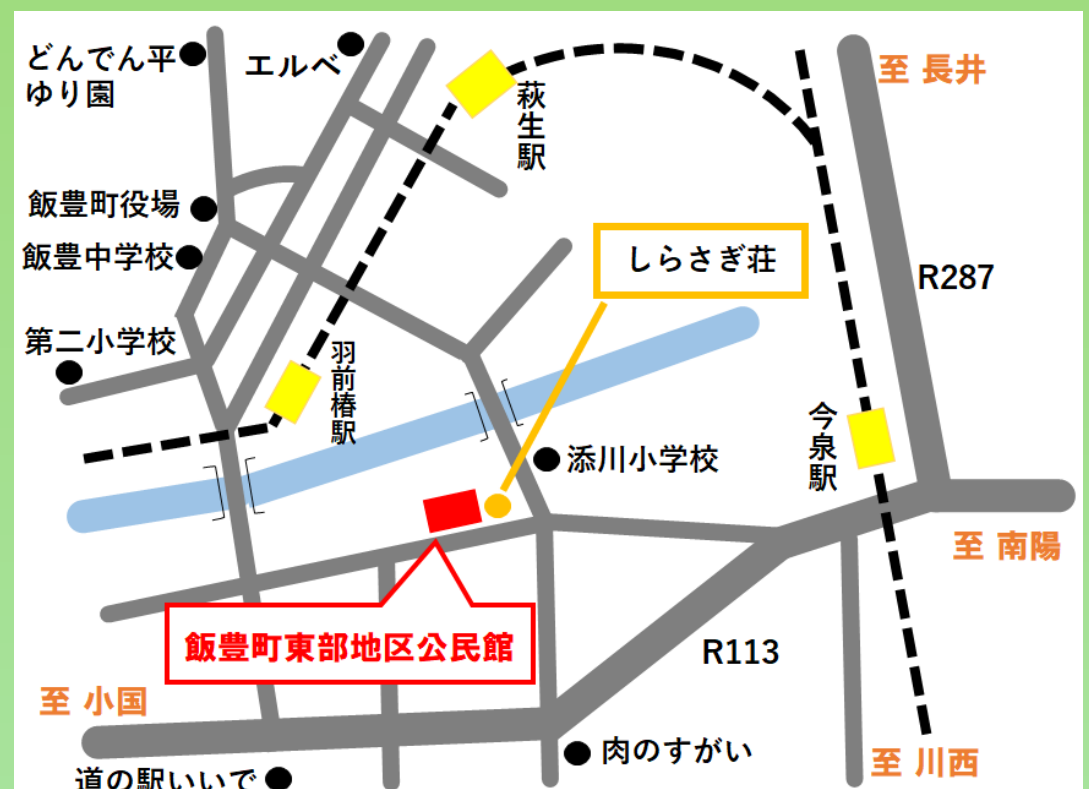 どんでん平
ゆり園
エルベ
萩生駅
至 長井
飯豊町役場
飯豊中学校
しらさぎ荘
R287
第二小学校
羽前椿駅
今泉駅
添川小学校
至 南陽
飯豊町東部地区公民館
R113
至 小国
肉のすがい
至 川西
道の駅いいで